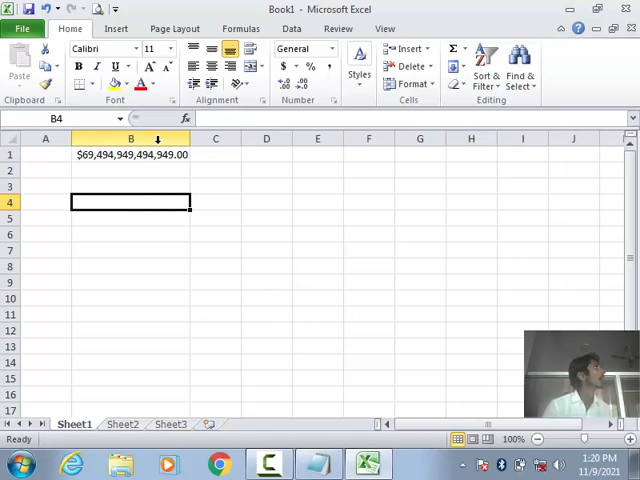 Book1 - Microsoft Excel
File Home Insert Page Layout Formulas Data Review View
Calibri 11 General Insert Σ
Paste B I U $ % , Styles Delete Sort & Find &
Format Filter Select
Clipboard Font Alignment Number Cells Editing
B4 fx
A B C D E F G H I J
1 $69,494,949,494,949.00
2
3
4
5
6
7
8
9
10
11
12
13
14
15
16
17
Sheet1 Sheet2 Sheet3
Ready 100%
1:20 PM
11/9/2021